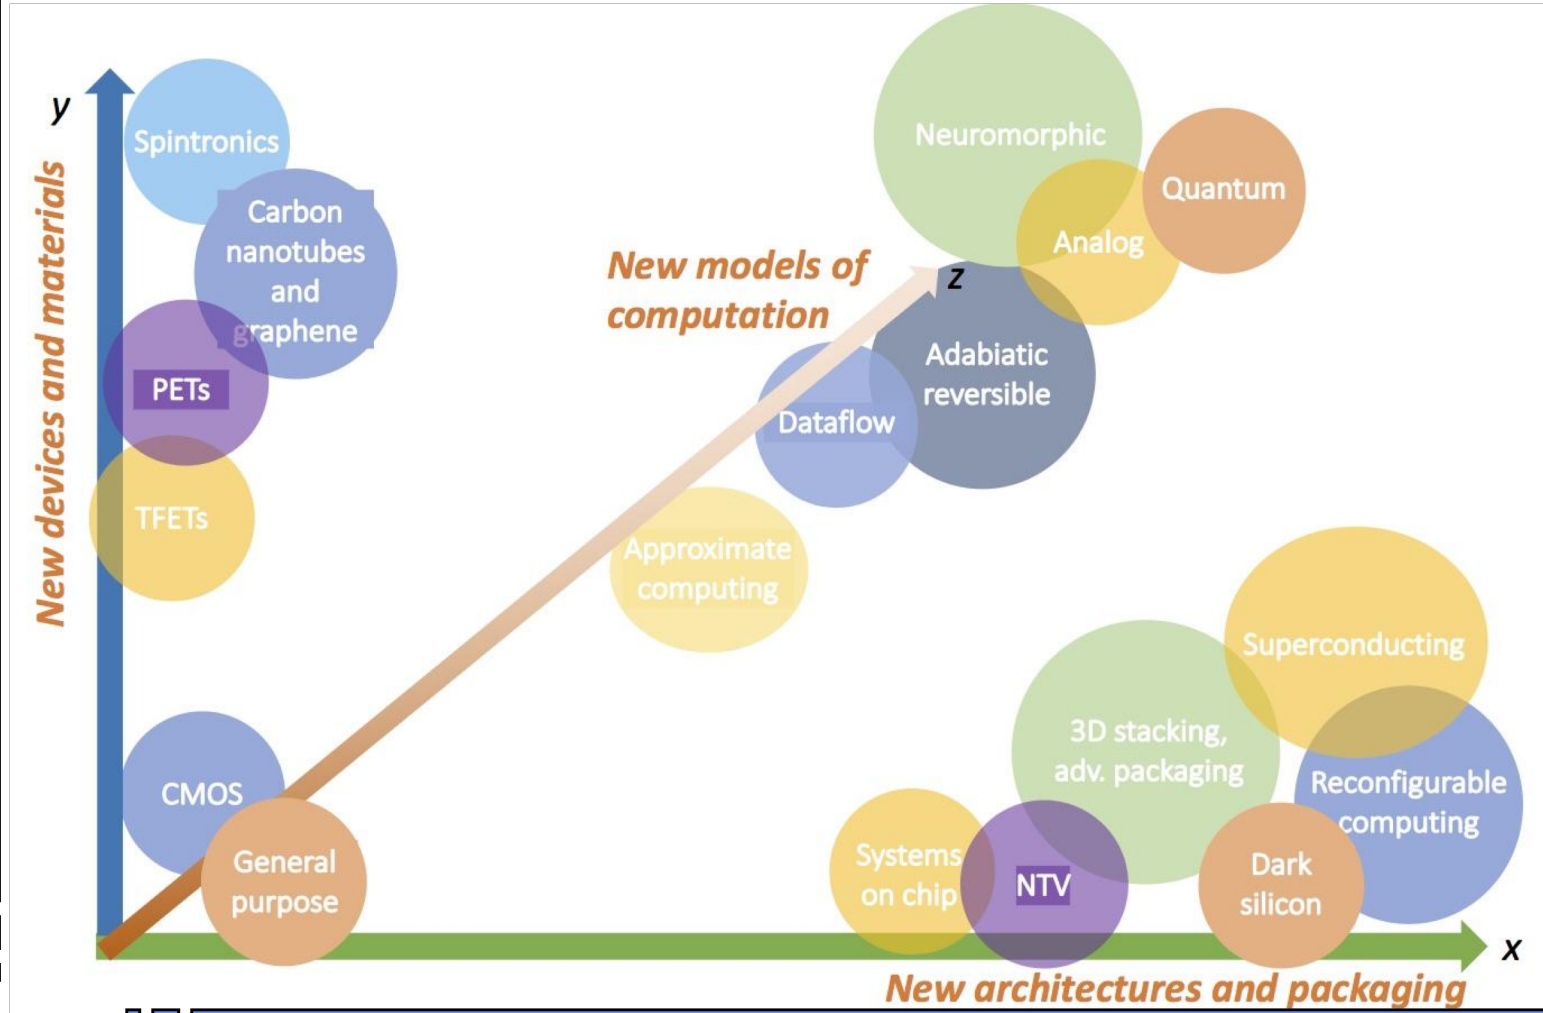 y
New devices and materials
Spintronics
Carbon
nanotubes
and
graphene
PETs
TFETs
CMOS
General
purpose
New models of
computation
z
Neuromorphic
Analog
Quantum
Adabiatic
reversible
Dataflow
Approximate
computing
Superconducting
3D stacking,
adv. packaging
Reconfigurable
computing
Systems
on chip
NTV
Dark
silicon
x
New architectures and packaging